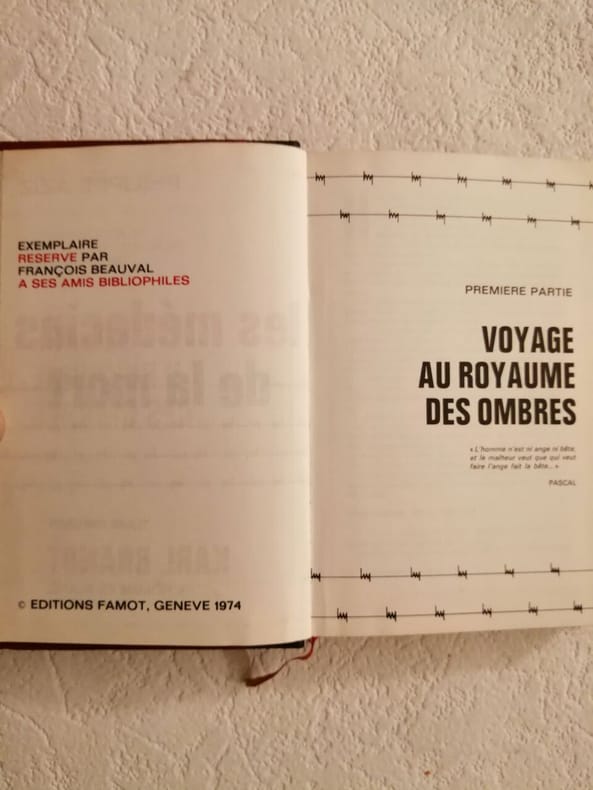 EXEMPLAIRE
RESERVE PAR
FRANÇOIS BEAUVAL
A SES AMIS BIBLIOPHILES
© EDITIONS FAMOT, GENEVE 1974
PREMIERE PARTIE
VOYAGE
AU ROYAUME
DES OMBRES
« L'homme n'est ni ange ni bête,
et le malheur veut que qui veut
faire l'ange fait la bête... »
PASCAL